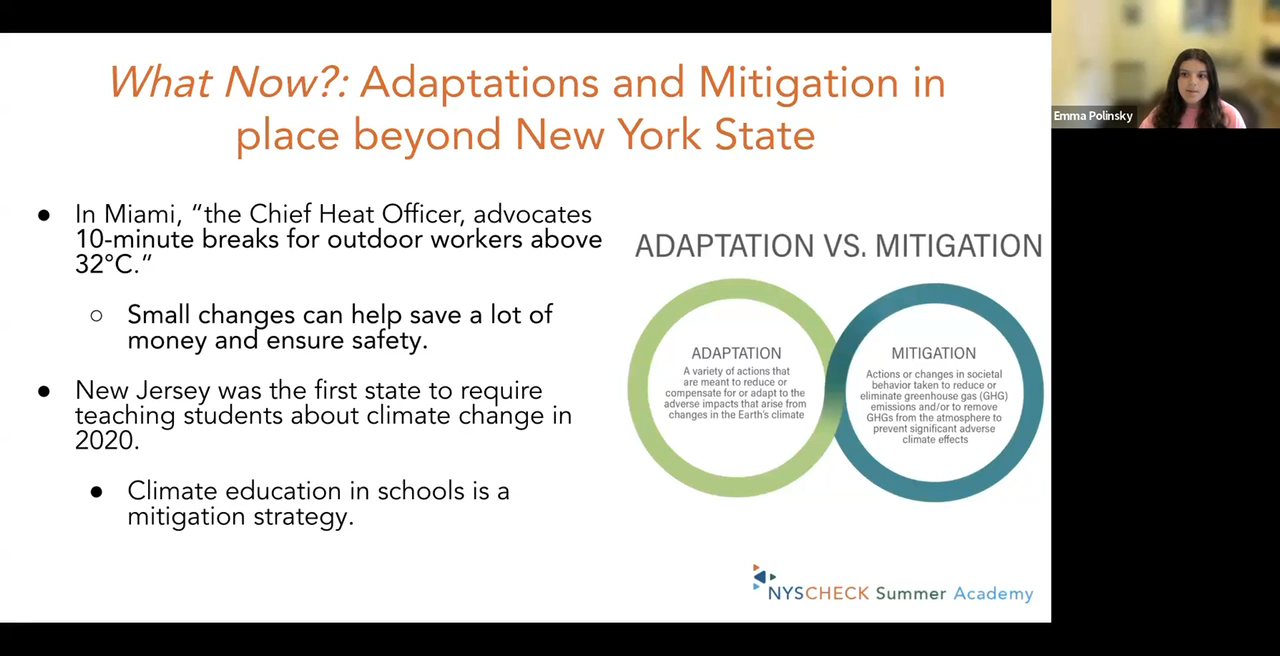 What Now?: Adaptations and Mitigation in
place beyond New York State
● In Miami, “the Chief Heat Officer, advocates
10-minute breaks for outdoor workers above
32°C.”
○ Small changes can help save a lot of
money and ensure safety.
● New Jersey was the first state to require
teaching students about climate change in
2020.
● Climate education in schools is a
mitigation strategy.
ADAPTATION VS. MITIGATION
ADAPTATION
A variety of actions that
are meant to reduce or
compensate for or adapt to the
adverse impacts that arise from
changes in the Earth's climate
MITIGATION
Actions or changes in societal
behavior taken to reduce or
eliminate greenhouse gas (GHG)
emissions and/or to remove
GHGs from the atmosphere to
prevent significant adverse
climate effects
NYSCHECK Summer Academy
Emma Polinsky